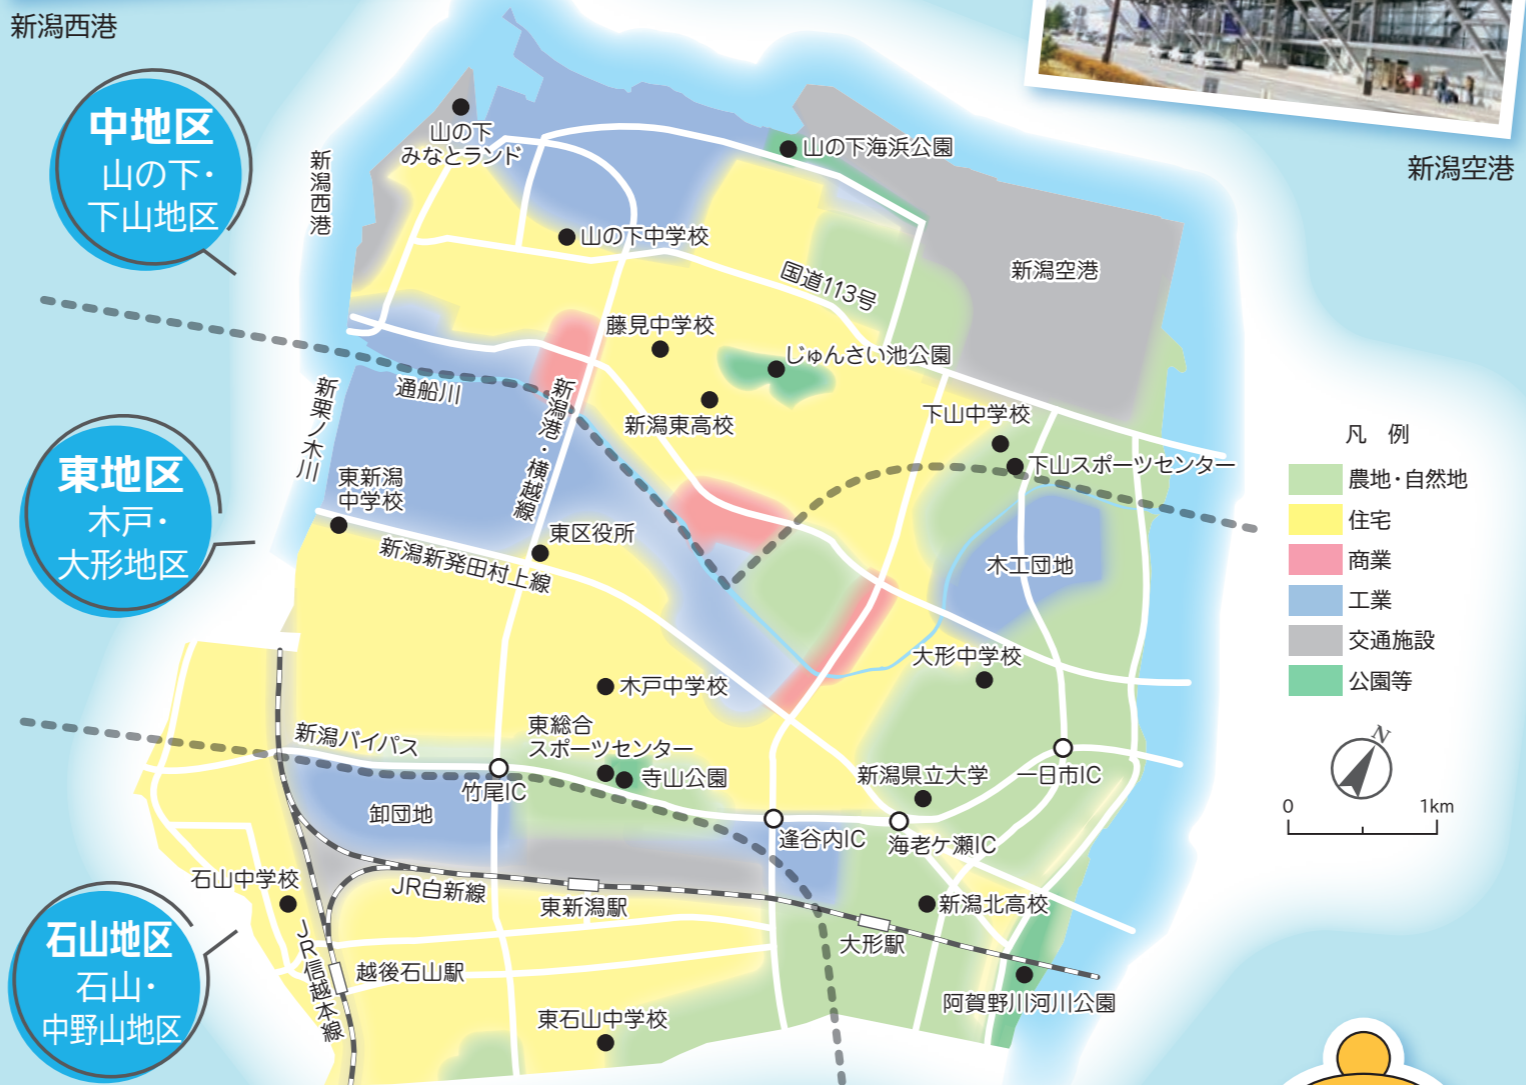 新潟西港
中地区
山の下・
下山地区
新潟西港
山の下
みなとランド
山の下海浜公園
新潟空港
山の下中学校
国道113号
新潟空港
藤見中学校
じゅんさい池公園
新潟東高校
通船川
新栗ノ木川
新潟港・横越線
下山中学校
下山スポーツセンター
凡 例
農地・自然地
住宅
商業
工業
交通施設
公園等
N
0
1km
東地区
木戸・
大形地区
東新潟
中学校
東区役所
新潟新発田村上線
木工団地
大形中学校
木戸中学校
新潟バイパス
東総合
スポーツセンター
寺山公園
竹尾IC
卸団地
新潟県立大学
一日市IC
逢谷内IC
海老ケ瀬IC
石山地区
石山・
中野山地区
石山中学校
JR白新線
東新潟駅
新潟北高校
大形駅
JR信越本線
越後石山駅
阿賀野川河川公園
東石山中学校